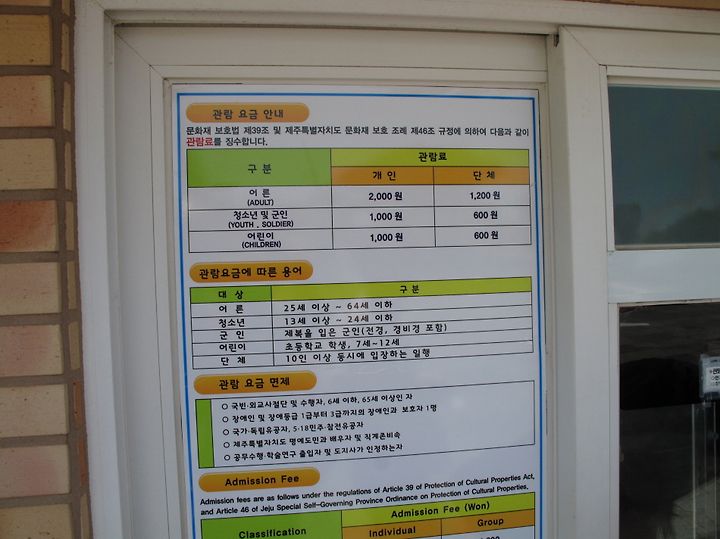 관람 요금 안내
문화재 보호법 제39조 및 제주특별자치도 문화재 보호 조례 제46조 규정에 의하여 다음과 같이
관람료를 징수합니다.
구 분 관람료
개 인 단 체
어 른 (ADULT) 2,000 원 1,200 원
청소년 및 군인 (YOUTH , SOLDIER) 1,000 원 600 원
어린이 (CHILDREN) 1,000 원 600 원
관람요금에 따른 용어
대 상 구 분
어 른 25세 이상 ~ 64세 이하
청소년 13세 이상 ~ 24세 이하
군 인 제복을 입은 군인(전경, 경비경 포함)
어린이 초등학교 학생, 7세~12세
단 체 10인 이상 동시에 입장하는 일행
관람 요금 면제
○ 국빈·외교사절단 및 수행자, 6세 이하, 65세 이상인 자
○ 장애인 및 장애등급 1급부터 3급까지의 장애인과 보호자 1명
○ 국가·독립유공자, 5·18민주·참전유공자
○ 제주특별자치도 명예도민과 배우자 및 직계존비속
○ 공무수행·학술연구 출입자 및 도지사가 인정하는자
Admission Fee
Admission fees are as follows under the regulations of Article 39 of Protection of Cultural Properties Act,
and Article 46 of Jeju Special Self-Governing Province Ordinance on Protection of Cultural Properties.
Classification Admission Fee (Won)
Individual Group